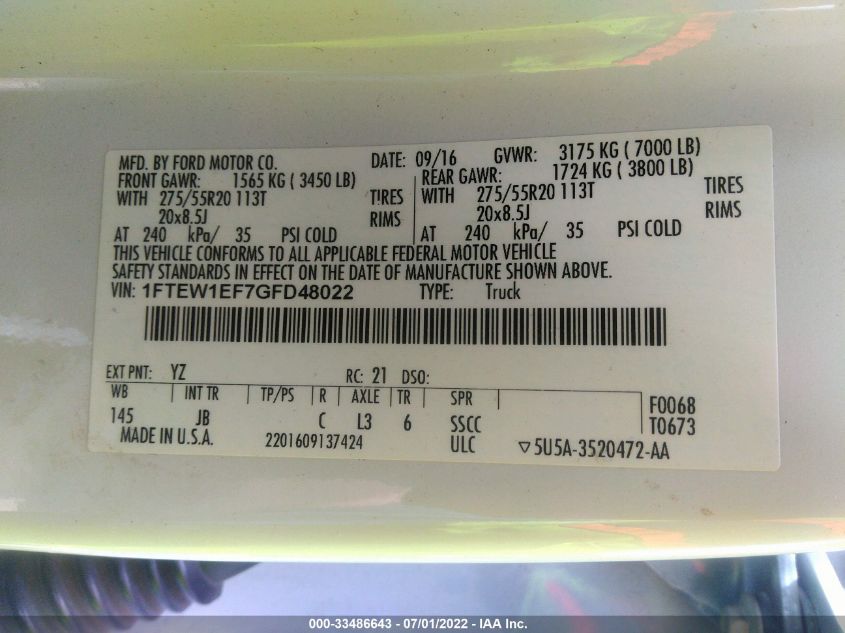 MFD. BY FORD MOTOR CO. DATE: 09/16 GVWR: 3175 KG ( 7000 LB)
FRONT GAWR: 1565 KG ( 3450 LB) REAR GAWR: 1724 KG ( 3800 LB)
WITH 275/55R20 113T TIRES WITH 275/55R20 113T TIRES
20x8.5J RIMS 20x8.5J RIMS
AT 240 kPa/ 35 PSI COLD AT 240 kPa/ 35 PSI COLD
THIS VEHICLE CONFORMS TO ALL APPLICABLE FEDERAL MOTOR VEHICLE
SAFETY STANDARDS IN EFFECT ON THE DATE OF MANUFACTURE SHOWN ABOVE.
VIN: 1FTEW1EF7GFD48022 TYPE: Truck
EXT PNT: YZ RC: 21 DSO:
WB INT TR TP/PS R AXLE TR SPR
145 JB C L3 6 SSCC F0068
ULC T0673
MADE IN U.S.A. 2201609137424 ▽5U5A-3520472-AA
000-33486643 - 07/01/2022 - IAA Inc.